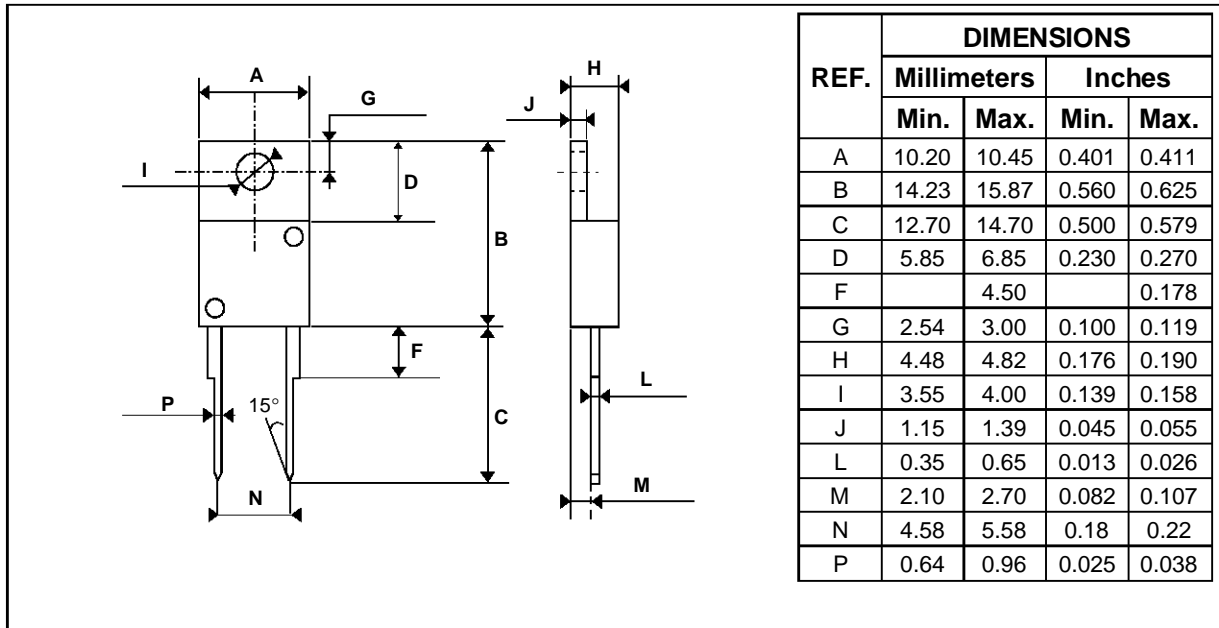 A
G
J
H
I
D
B
F
L
P
15°
C
N
M
REF. DIMENSIONS
Millimeters Inches
Min. Max. Min. Max.
A 10.20 10.45 0.401 0.411
B 14.23 15.87 0.560 0.625
C 12.70 14.70 0.500 0.579
D 5.85 6.85 0.230 0.270
F 4.50 0.178
G 2.54 3.00 0.100 0.119
H 4.48 4.82 0.176 0.190
I 3.55 4.00 0.139 0.158
J 1.15 1.39 0.045 0.055
L 0.35 0.65 0.013 0.026
M 2.10 2.70 0.082 0.107
N 4.58 5.58 0.18 0.22
P 0.64 0.96 0.025 0.038